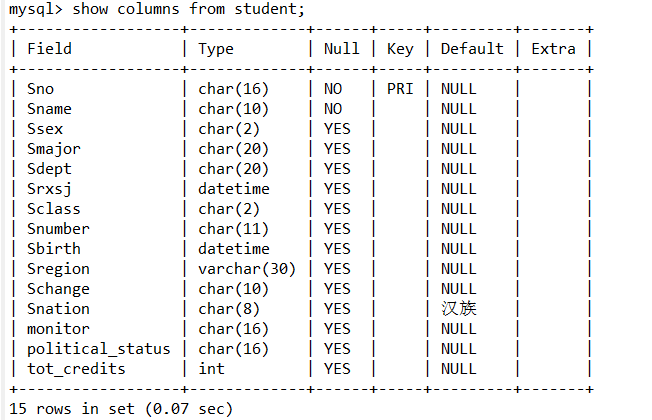 mysql> show columns from student;
+------------------+-------------+------+-----+---------+-------+
| Field            | Type        | Null | Key | Default | Extra |
+------------------+-------------+------+-----+---------+-------+
| Sno              | char(16)    | NO   | PRI | NULL    |       |
| Sname            | char(10)    | NO   |     | NULL    |       |
| Ssex             | char(2)     | YES  |     | NULL    |       |
| Smajor           | char(20)    | YES  |     | NULL    |       |
| Sdept            | char(20)    | YES  |     | NULL    |       |
| Srxsj            | datetime    | YES  |     | NULL    |       |
| Sclass           | char(2)     | YES  |     | NULL    |       |
| Snumber          | char(11)    | YES  |     | NULL    |       |
| Sbirth           | datetime    | YES  |     | NULL    |       |
| Sregion          | varchar(30) | YES  |     | NULL    |       |
| Schange          | char(10)    | YES  |     | NULL    |       |
| Snation          | char(8)     | YES  |     | 汉族    |       |
| monitor          | char(16)    | YES  |     | NULL    |       |
| political_status | char(16)    | YES  |     | NULL    |       |
| tot_credits      | int         | YES  |     | NULL    |       |
+------------------+-------------+------+-----+---------+-------+
15 rows in set (0.07 sec)